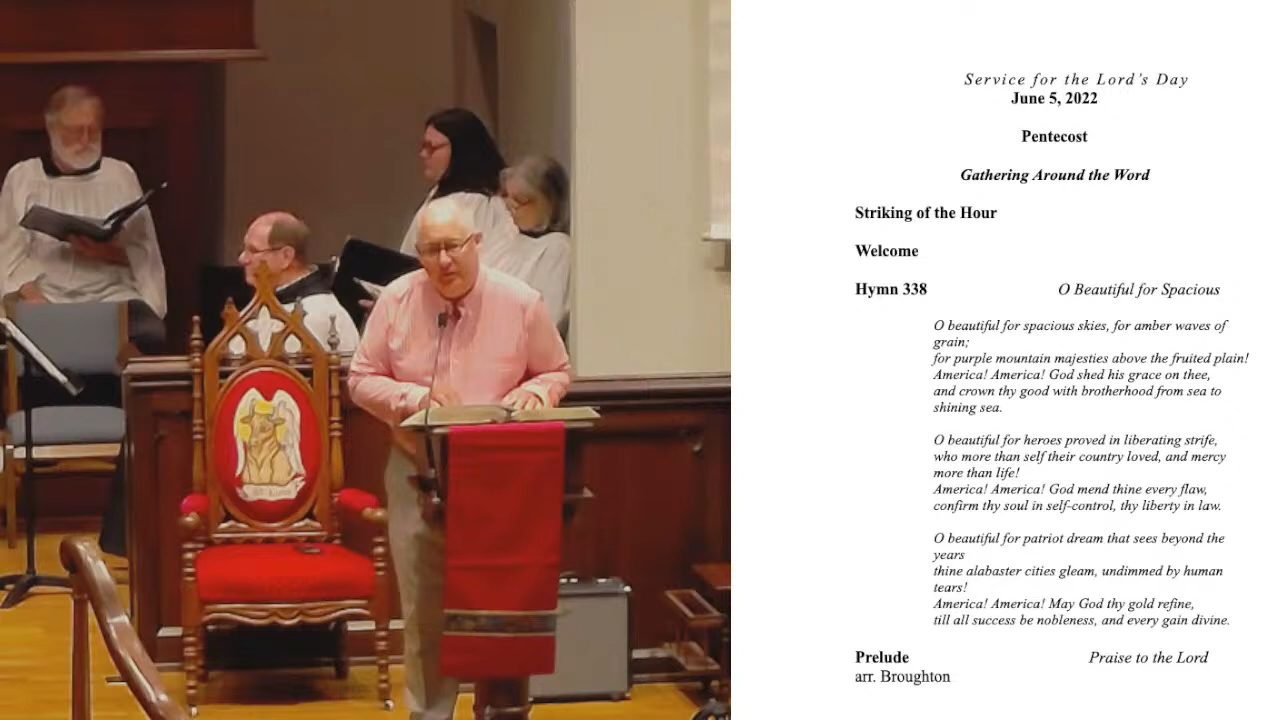 Service for the Lord's Day
June 5, 2022
Pentecost
Gathering Around the Word
Striking of the Hour
Welcome
Hymn 338 O Beautiful for Spacious
O beautiful for spacious skies, for amber waves of
grain;
for purple mountain majesties above the fruited plain!
America! America! God shed his grace on thee,
and crown thy good with brotherhood from sea to
shining sea.
O beautiful for heroes proved in liberating strife,
who more than self their country loved, and mercy
more than life!
America! America! God mend thine every flaw,
confirm thy soul in self-control, thy liberty in law.
O beautiful for patriot dream that sees beyond the
years
thine alabaster cities gleam, undimmed by human
tears!
America! America! May God thy gold refine,
till all success be nobleness, and every gain divine.
Prelude Praise to the Lord
arr. Broughton